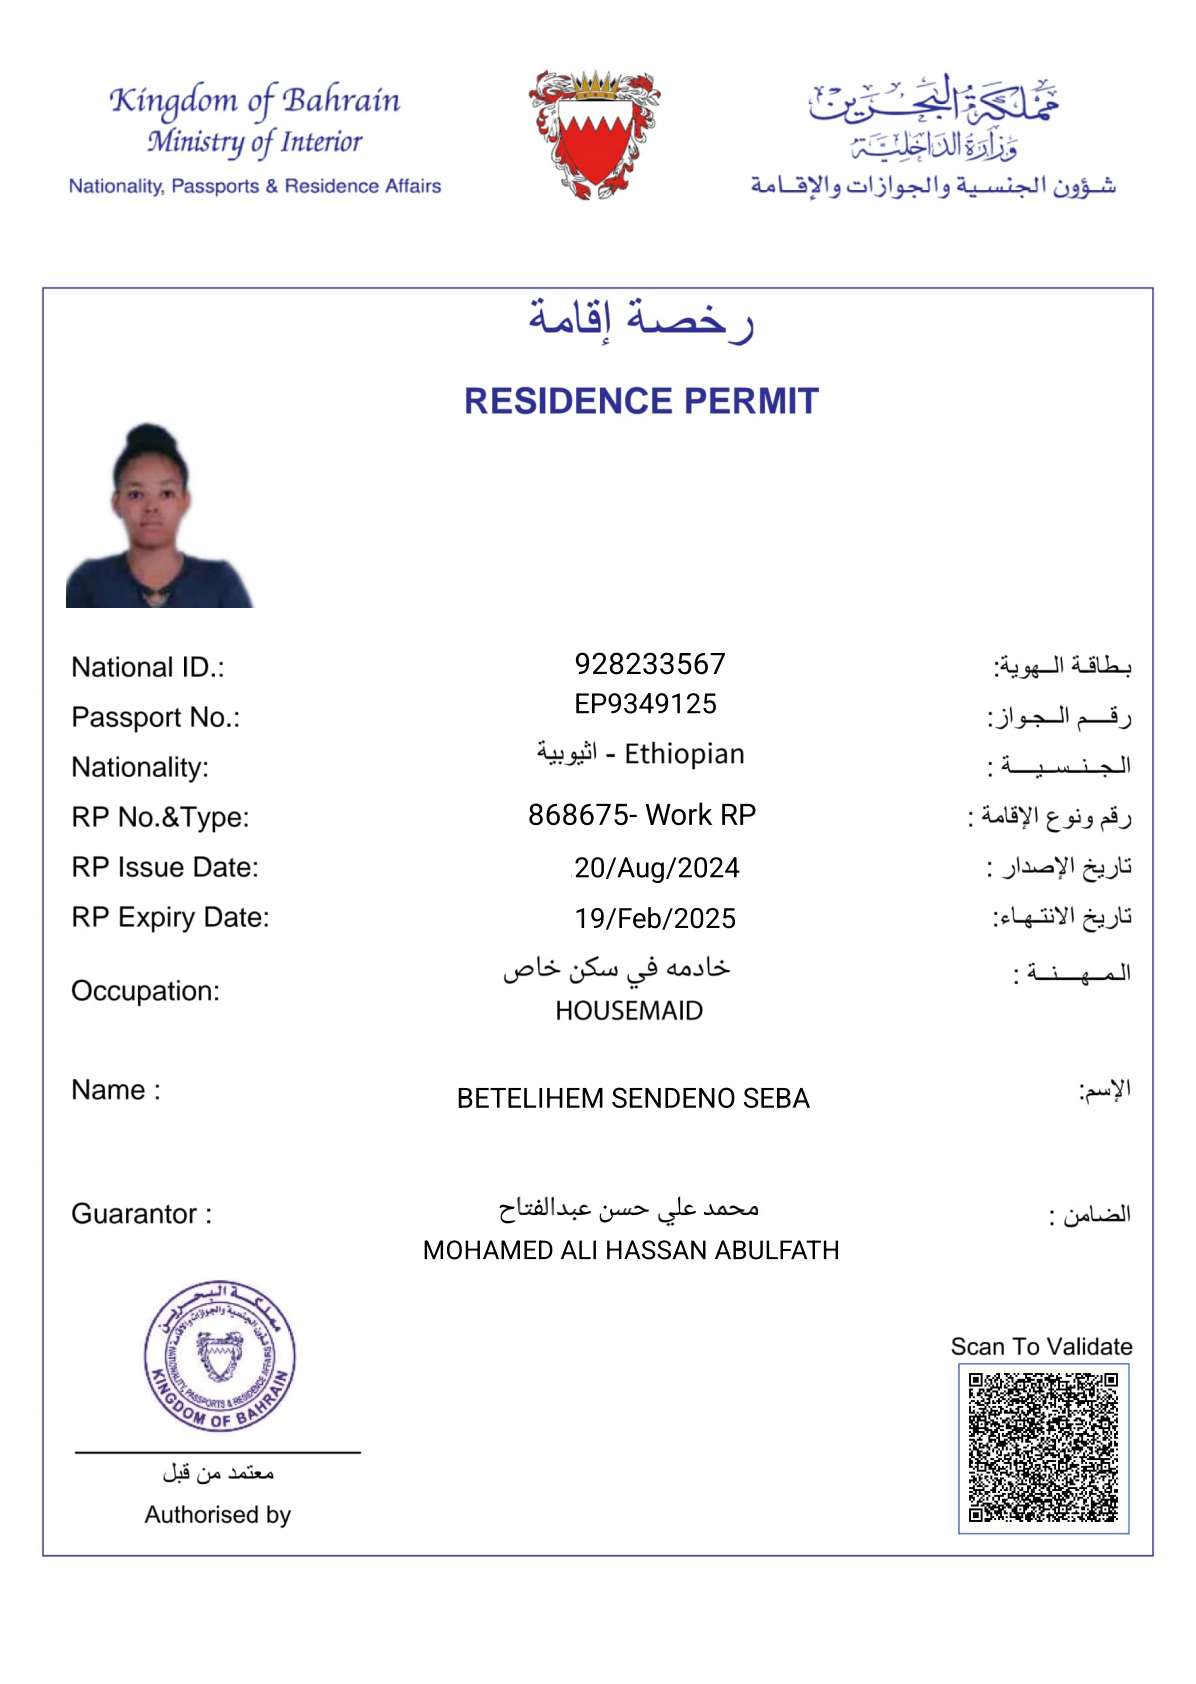 Kingdom of Bahrain
Ministry of Interior
Nationality, Passports & Residence Affairs
مملكة البحرين
وزارة الداخلية
شـؤون الجنسـية والجوازات والإقـامة
رخصة إقامة
RESIDENCE PERMIT
National ID.: 928233567 بطاقة الهوية:
Passport No.: EP9349125 رقم الجواز:
Nationality: اثيوبية - Ethiopian الجنسية :
RP No.&Type: 868675- Work RP رقم ونوع الإقامة :
RP Issue Date: 20/Aug/2024 تاريخ الإصدار :
RP Expiry Date: 19/Feb/2025 تاريخ الانتهاء:
Occupation: خادمه في سكن خاص المهنة :
HOUSEMAID
Name : BETELIHEM SENDENO SEBA الإسم:
Guarantor : محمد علي حسن عبدالفتاح الضامن :
MOHAMED ALI HASSAN ABULFATH
مملكة البحرين
شؤون الجنسية والجوازات والإقامة
NATIONALITY, PASSPORTS & RESIDENCE AFFAIRS
KINGDOM OF BAHRAIN
Scan To Validate
معتمد من قبل
Authorised by